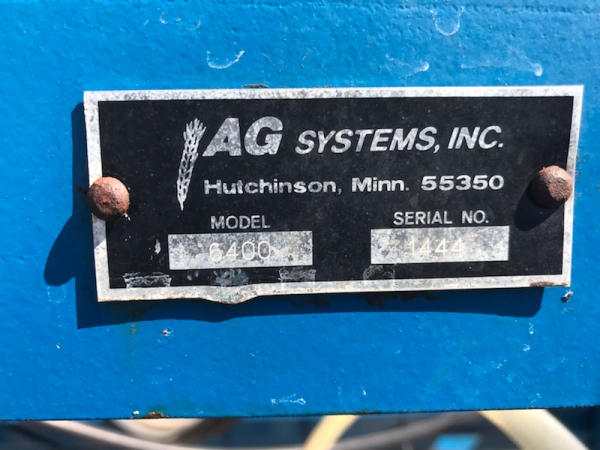 AG SYSTEMS, INC.
Hutchinson, Minn. 55350
MODEL SERIAL NO.
6400 1444